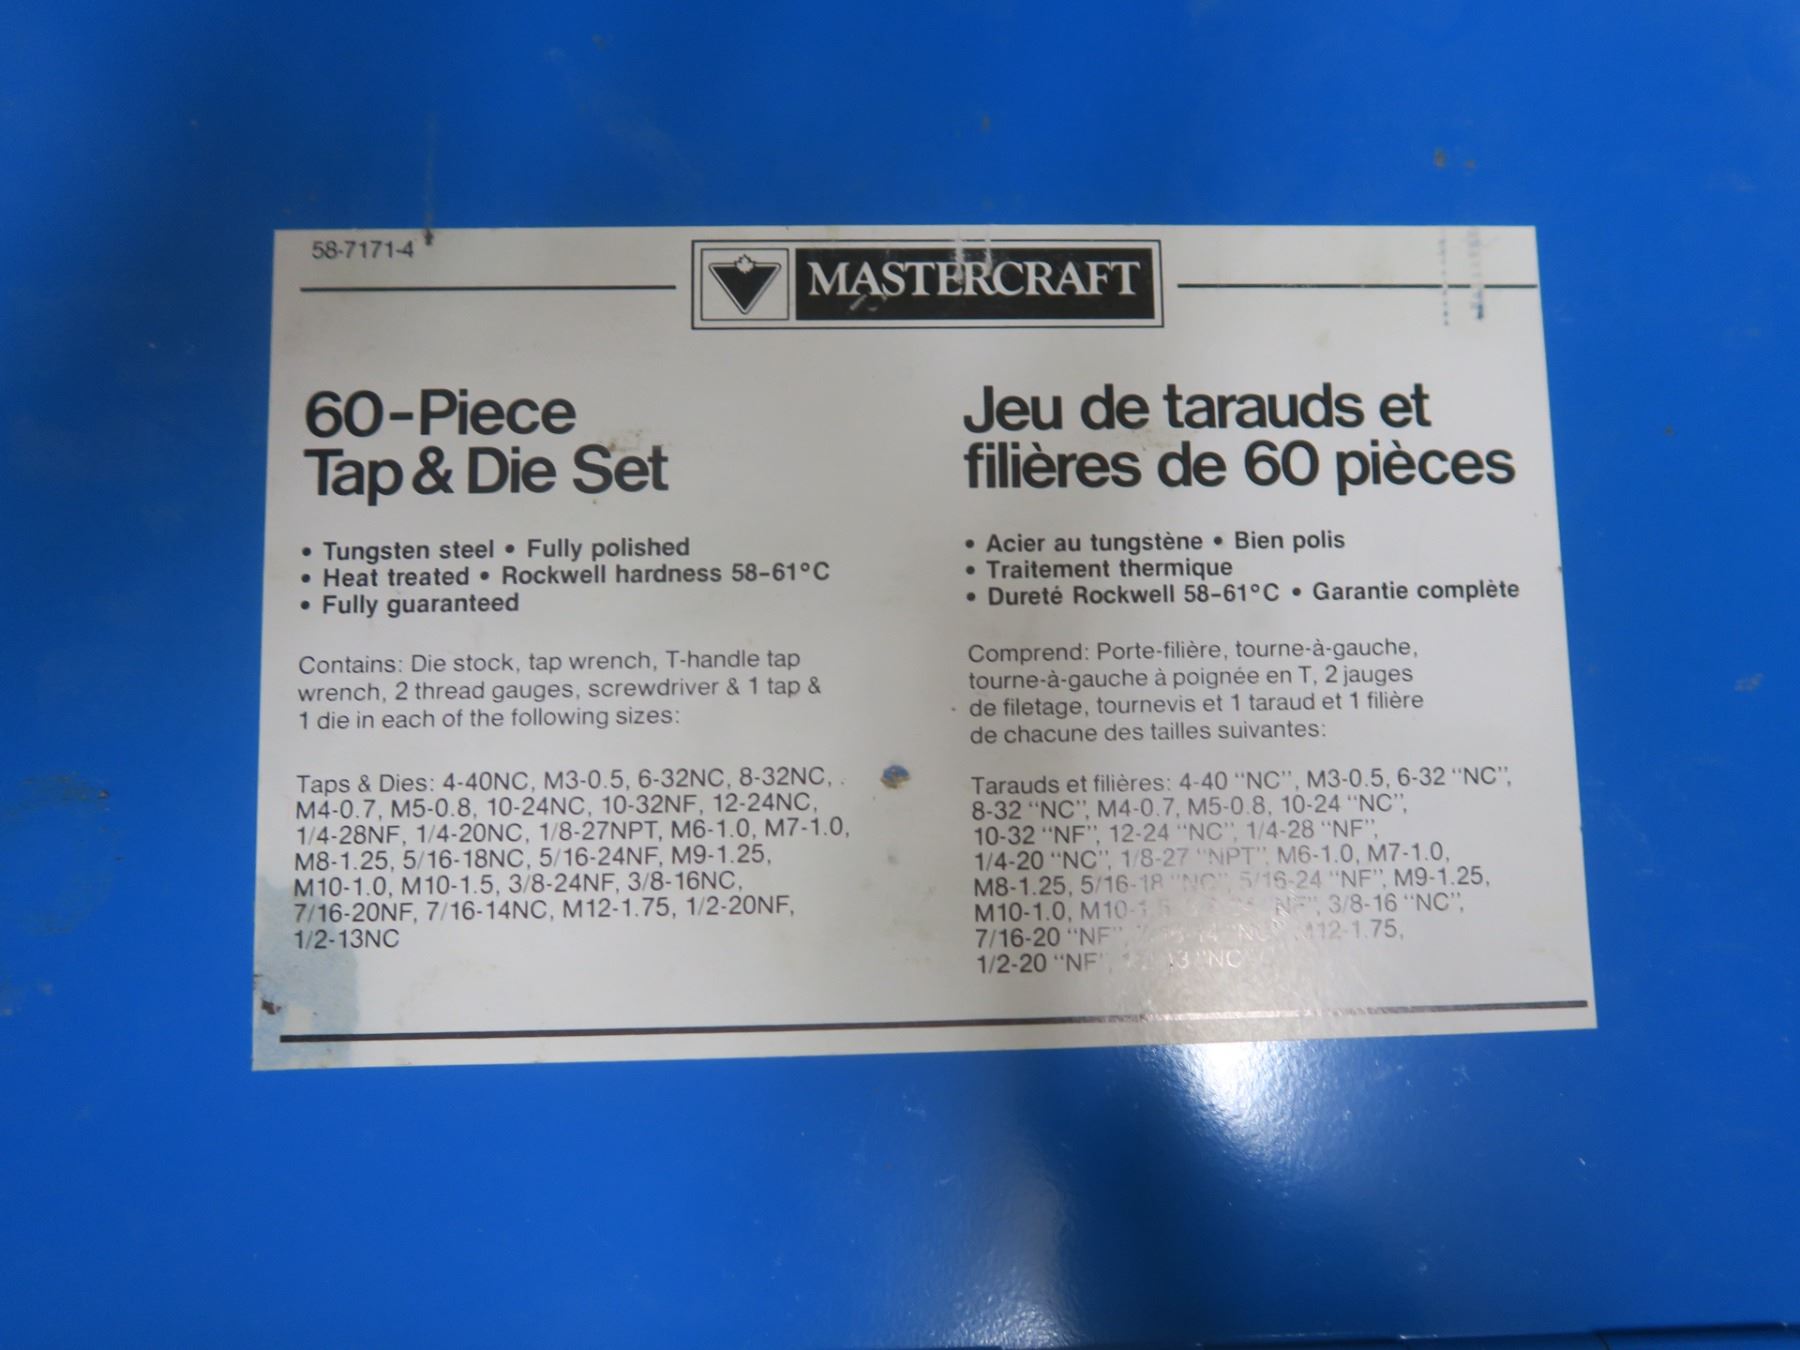 58-7171-4
MASTERCRAFT
60-Piece
Tap & Die Set
• Tungsten steel • Fully polished
• Heat treated • Rockwell hardness 58-61°C
• Fully guaranteed
Contains: Die stock, tap wrench, T-handle tap
wrench, 2 thread gauges, screwdriver & 1 tap &
1 die in each of the following sizes:
Taps & Dies: 4-40NC, M3-0.5, 6-32NC, 8-32NC,
M4-0.7, M5-0.8, 10-24NC, 10-32NF, 12-24NC,
1/4-28NF, 1/4-20NC, 1/8-27NPT, M6-1.0, M7-1.0,
M8-1.25, 5/16-18NC, 5/16-24NF, M9-1.25,
M10-1.0, M10-1.5, 3/8-24NF, 3/8-16NC,
7/16-20NF, 7/16-14NC, M12-1.75, 1/2-20NF,
1/2-13NC
Jeu de tarauds et
filières de 60 pièces
• Acier au tungstène • Bien polis
• Traitement thermique
• Dureté Rockwell 58-61°C • Garantie complète
Comprend: Porte-filière, tourne-à-gauche,
tourne-à-gauche à poignée en T, 2 jauges
de filetage, tournevis et 1 taraud et 1 filière
de chacune des tailles suivantes:
Tarauds et filières: 4-40 “NC”, M3-0.5, 6-32 “NC”,
8-32 “NC”, M4-0.7, M5-0.8, 10-24 “NC”,
10-32 “NF”, 12-24 “NC”, 1/4-28 “NF”,
1/4-20 “NC”, 1/8-27 “NPT”, M6-1.0, M7-1.0,
M8-1.25, 5/16-18 “NC”, 5/16-24 “NF”, M9-1.25,
M10-1.0, M10-1.5 “NF”, 3/8-16 “NC”,
7/16-20 “NF”, “NC” M12-1.75,
1/2-20 “NF”, “NC”